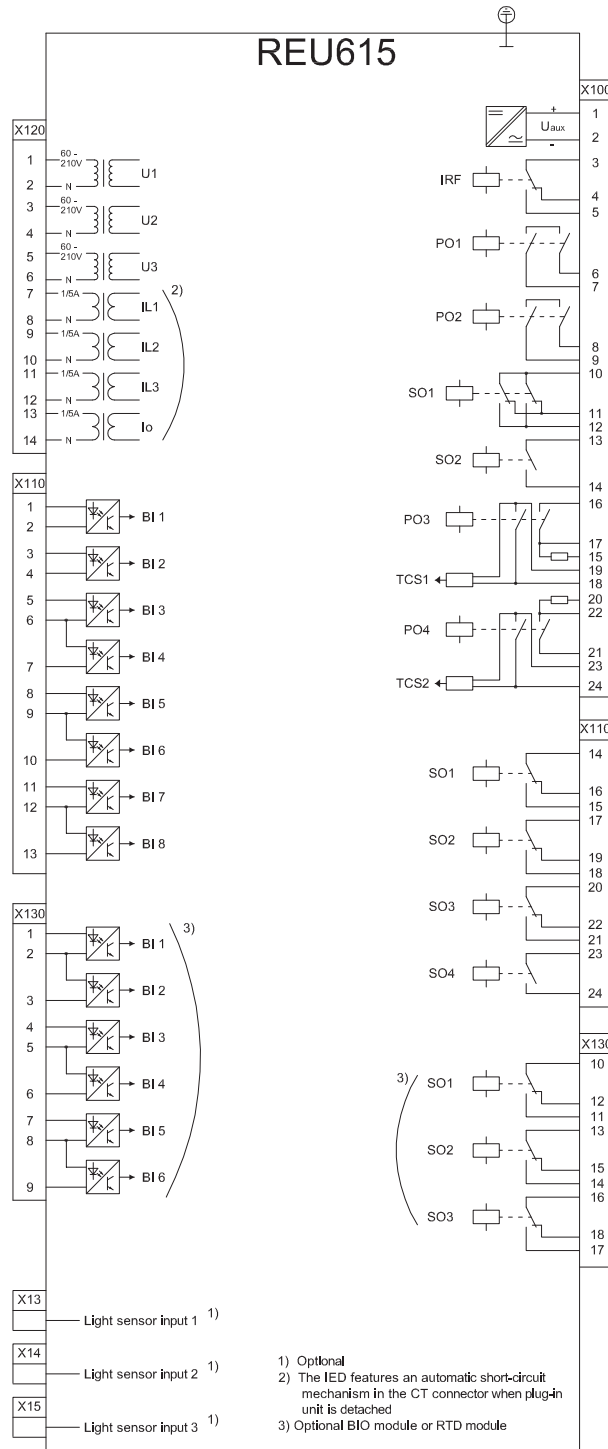 REU615
X120
1 60 - 210V U1
2 N
3 60 - 210V U2
4 N
5 60 - 210V U3
6 N
7 1/5A IL1 2)
8 N
9 1/5A IL2
10 N
11 1/5A IL3
12 N
13 1/5A Io
14 N
X110
1 BI 1
2
3 BI 2
4
5 BI 3
6
BI 4
7
8 BI 5
9
BI 6
10
11 BI 7
12
BI 8
13
X130
1 BI 1 3)
2
BI 2
3
4 BI 3
5
BI 4
6
7 BI 5
8
BI 6
9
X13
Light sensor input 1 1)
X14
Light sensor input 2 1)
X15
Light sensor input 3 1)
X100
+ 1
Uaux
- 2
3
IRF
4
5
PO1
6
7
PO2
8
9
10
SO1
11
12
13
SO2
14
16
PO3
17
15
19
TCS1 18
20
22
PO4
21
23
TCS2 24
X110
14
SO1
16
15
17
SO2
19
18
20
SO3
22
21
23
SO4
24
X130
10
3) SO1
12
11
13
SO2
15
14
16
SO3
18
17
1) Optional
2) The IED features an automatic short-circuit
mechanism in the CT connector when plug-in
unit is detached
3) Optional BIO module or RTD module